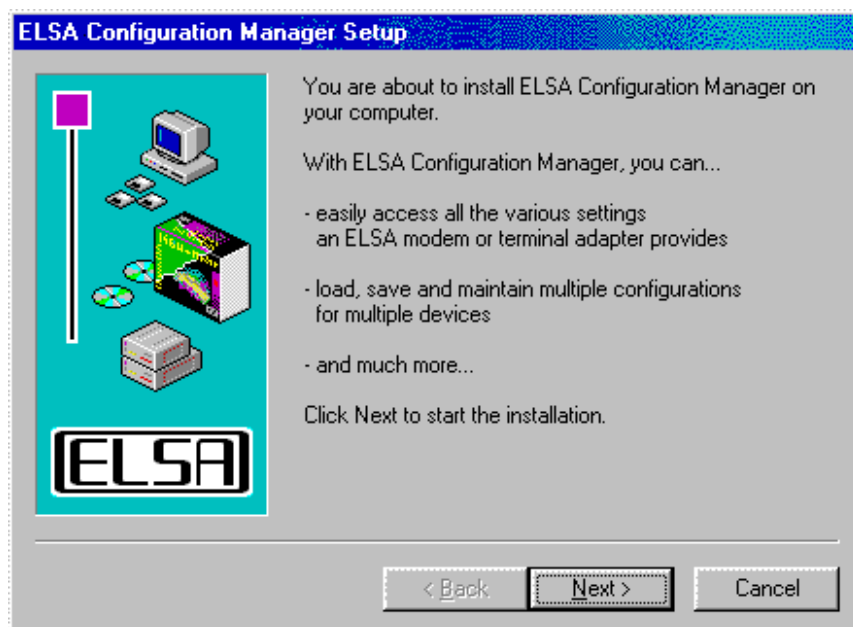 ELSA Configuration Manager Setup
You are about to install ELSA Configuration Manager on
your computer.
With ELSA Configuration Manager, you can...
- easily access all the various settings
an ELSA modem or terminal adapter provides
- load, save and maintain multiple configurations
for multiple devices
- and much more...
Click Next to start the installation.
ELSA
< Back
Next >
Cancel